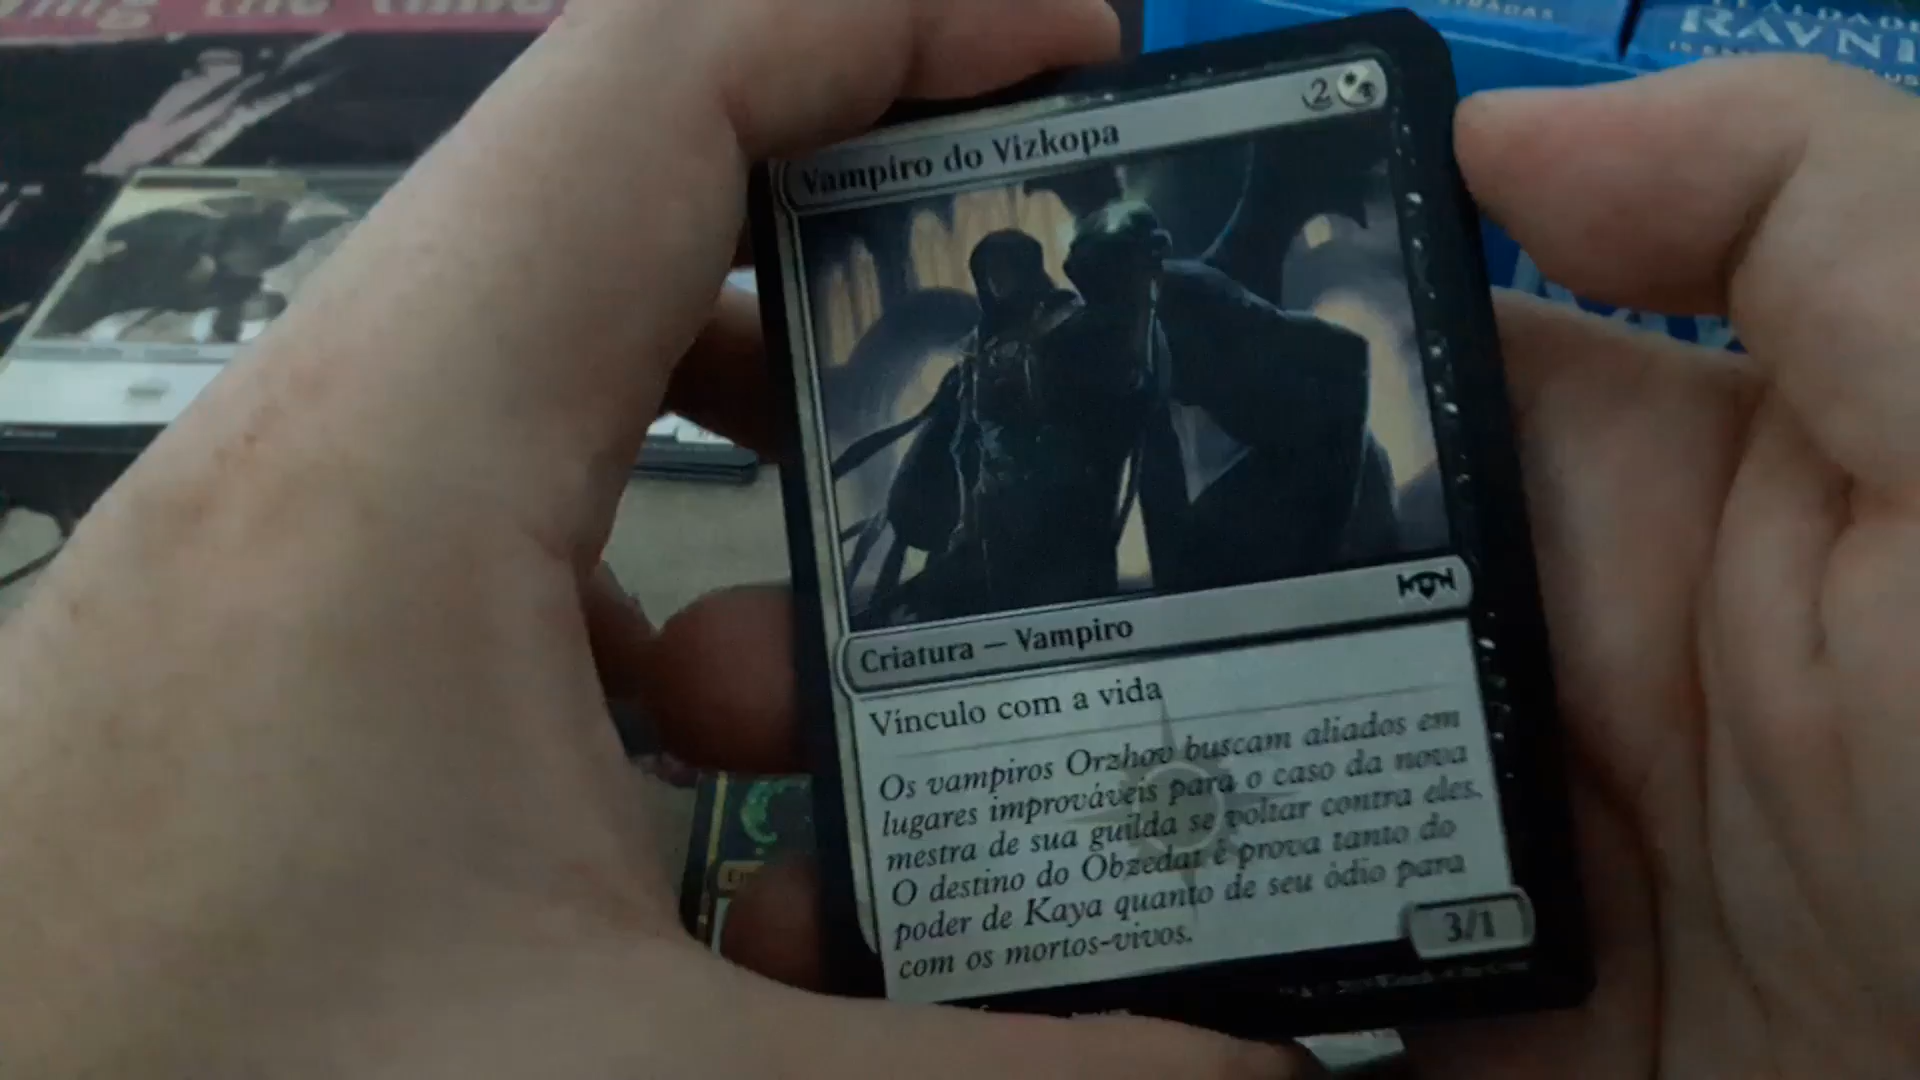 the
RAVNI
Vampiro do Vizkopa
2
Criatura — Vampiro
Vínculo com a vida
Os vampiros Orzhov buscam aliados em
lugares improváveis para o caso da nova
mestra de sua guilda se voltar contra eles.
O destino do Obzedat é prova tanto do
poder de Kaya quanto de seu ódio para
com os mortos-vivos.
3/1